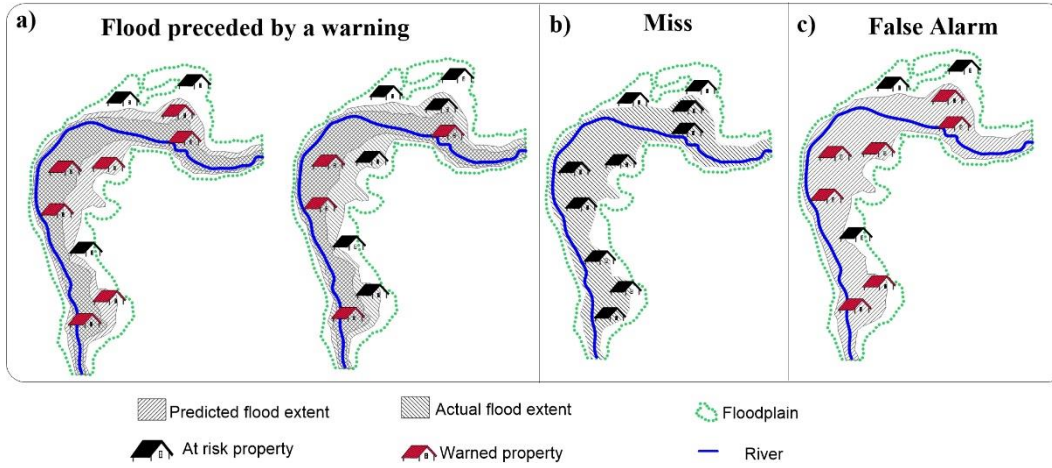 a) Flood preceded by a warning
b) Miss
c) False Alarm
Predicted flood extent
Actual flood extent
Floodplain
At risk property
Warned property
River